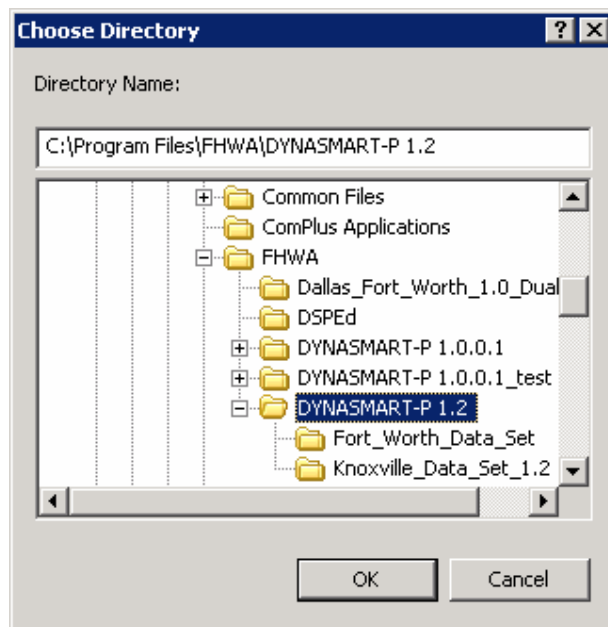 Choose Directory
Directory Name:
C:\Program Files\FHWA\DYNASMART-P 1.2
Common Files
ComPlus Applications
FHWA
Dallas_Fort_Worth_1.0_Dual
DSPEd
DYNASMART-P 1.0.0.1
DYNASMART-P 1.0.0.1_test
DYNASMART-P 1.2
Fort_Worth_Data_Set
Knoxville_Data_Set_1.2
OK Cancel